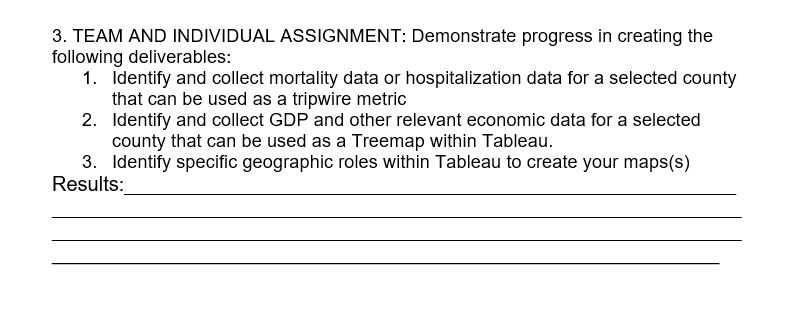 3. TEAM AND INDIVIDUAL ASSIGNMENT: Demonstrate progress in creating the
following deliverables:
1. Identify and collect mortality data or hospitalization data for a selected county
that can be used as a tripwire metric
2. Identify and collect GDP and other relevant economic data for a selected
county that can be used as a Treemap within Tableau.
3. Identify specific geographic roles within Tableau to create your maps(s)
Results: